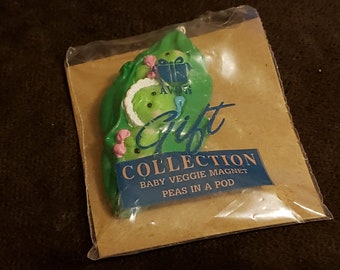 AVON
Gift
COLLECTION
BABY VEGGIE MAGNET
PEAS IN A POD